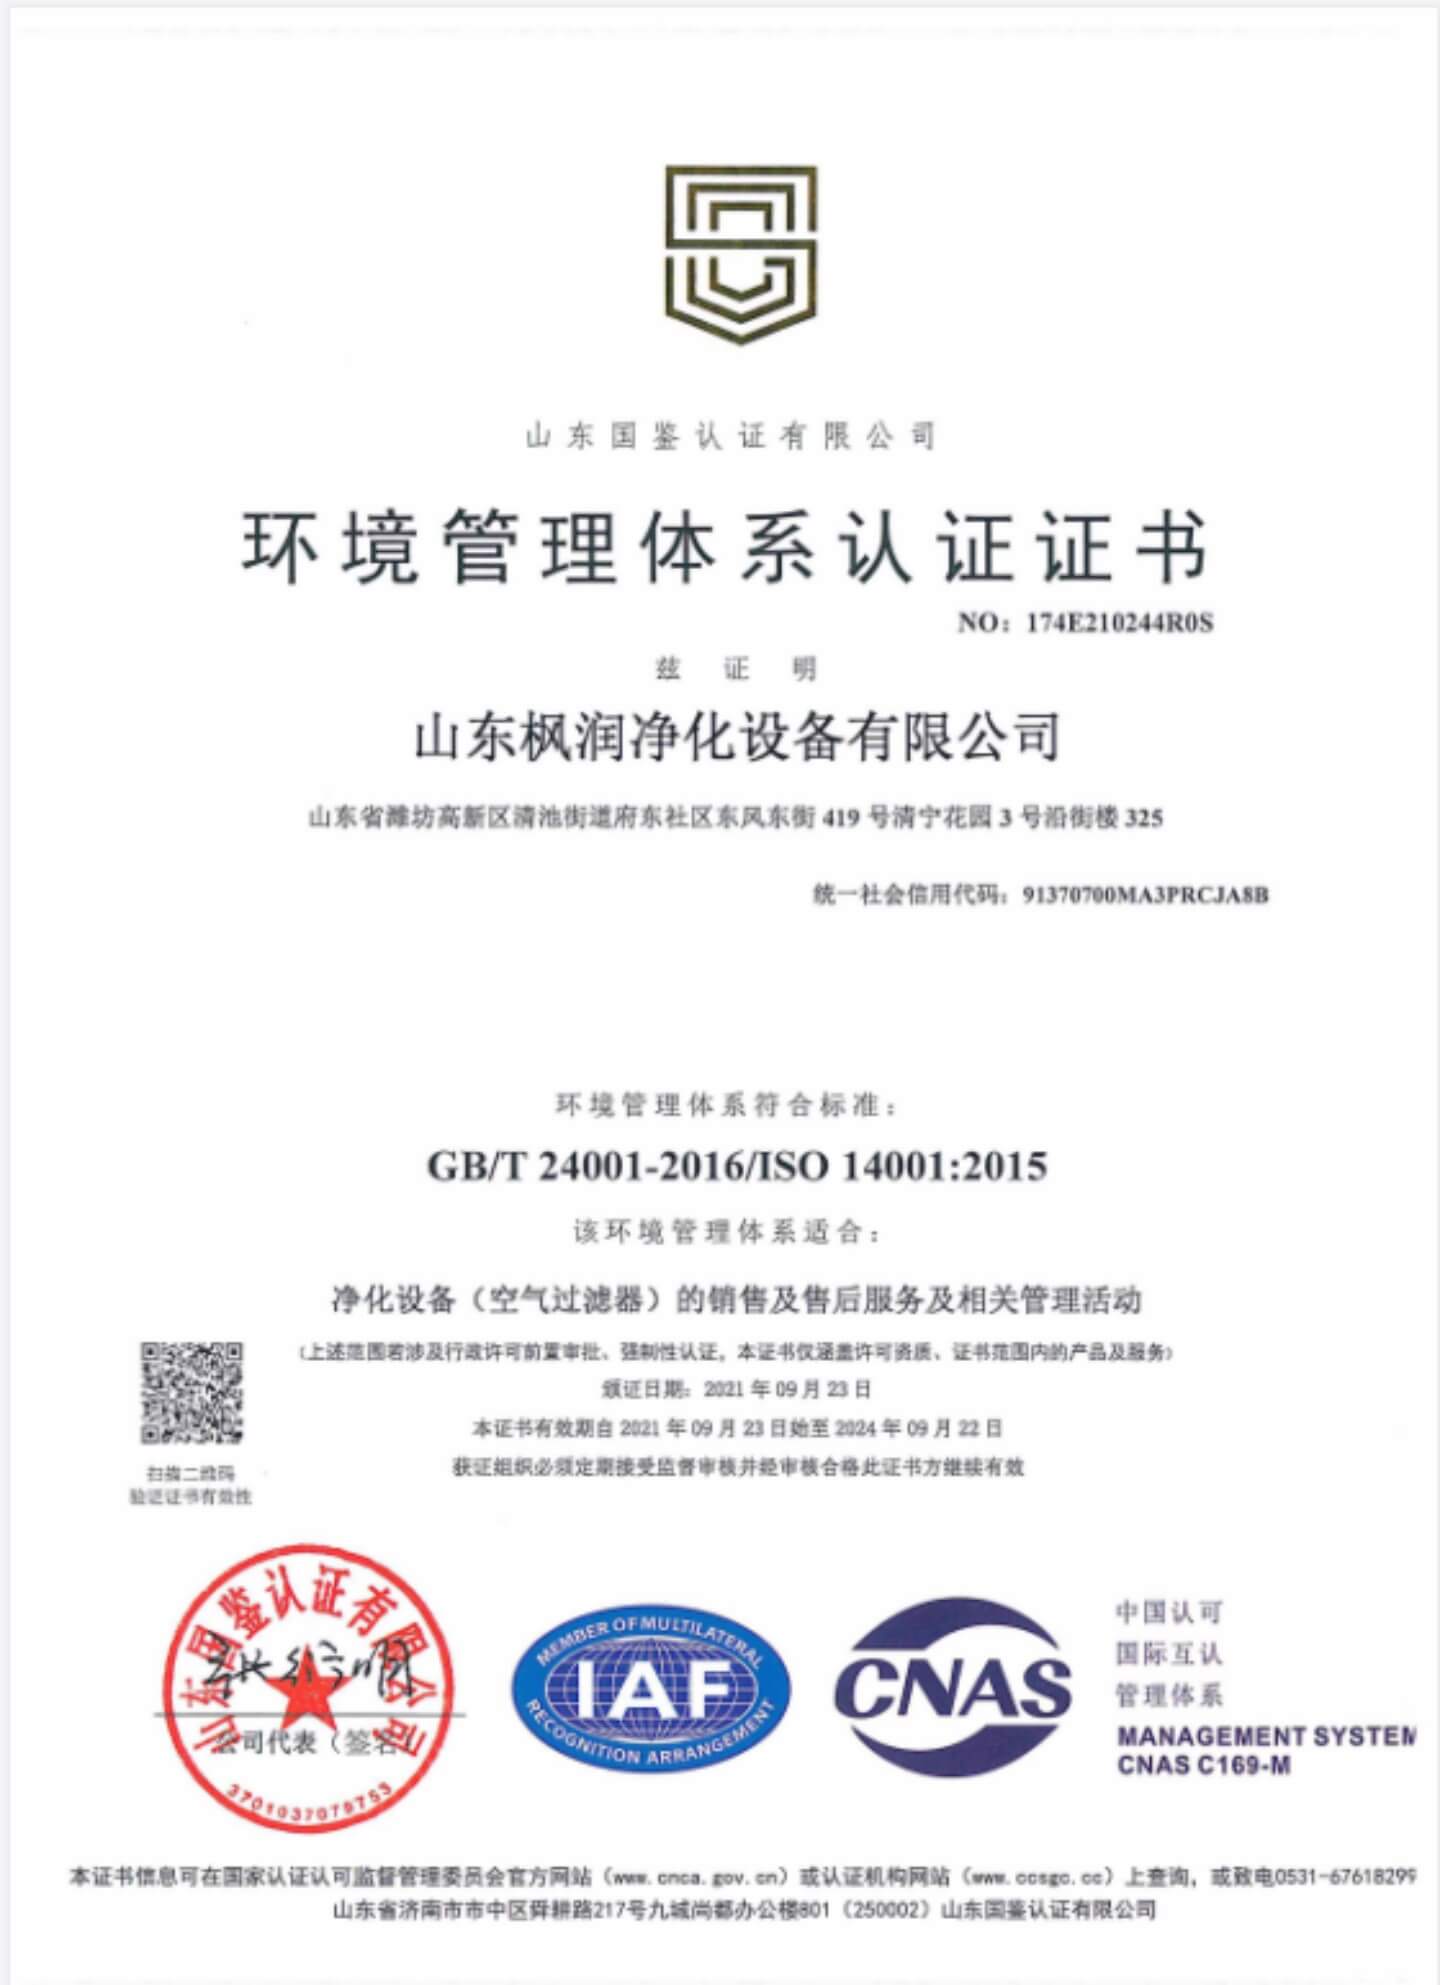 山东国鉴认证有限公司
环境管理体系认证证书
NO：174E210244R0S
兹 证 明
山东枫润净化设备有限公司
山东省潍坊高新区清池街道府东社区东风东街 419 号清宁花园 3 号沿街楼 325
统一社会信用代码：91370700MA3PRCJA8B
环境管理体系符合标准：
GB/T 24001-2016/ISO 14001:2015
该环境管理体系适合：
净化设备（空气过滤器）的销售及售后服务及相关管理活动
（上述范围若涉及行政许可前置审批、强制性认证，本证书仅涵盖许可资质、证书范围内的产品及服务）
颁证日期：2021 年 09 月 23 日
本证书有效期自 2021 年 09 月 23 日始至 2024 年 09 月 22 日
获证组织必须定期接受监督审核并经审核合格此证书方继续有效
扫描二维码
验证证书有效性
山东国鉴认证有限公司
公司代表（签名）
3701037079753
MEMBER OF MULTILATERAL
IAF
RECOGNITION ARRANGEMENT
CNAS
中国认可
国际互认
管理体系
MANAGEMENT SYSTEM
CNAS C169-M
本证书信息可在国家认证认可监督管理委员会官方网站（www.cnca.gov.cn）或认证机构网站（www.ccsgc.cc）上查询，或致电0531-67618299
山东省济南市市中区舜耕路217号九城尚都办公楼801（250002）山东国鉴认证有限公司